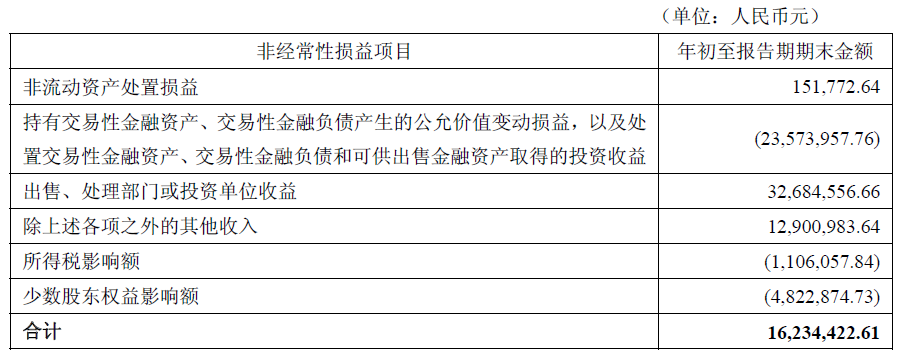 （单位：人民币元）
非经常性损益项目 年初至报告期期末金额
非流动资产处置损益 151,772.64
持有交易性金融资产、交易性金融负债产生的公允价值变动损益，以及处
置交易性金融资产、交易性金融负债和可供出售金融资产取得的投资收益 (23,573,957.76)
出售、处理部门或投资单位收益 32,684,556.66
除上述各项之外的其他收入 12,900,983.64
所得税影响额 (1,106,057.84)
少数股东权益影响额 (4,822,874.73)
合计 16,234,422.61